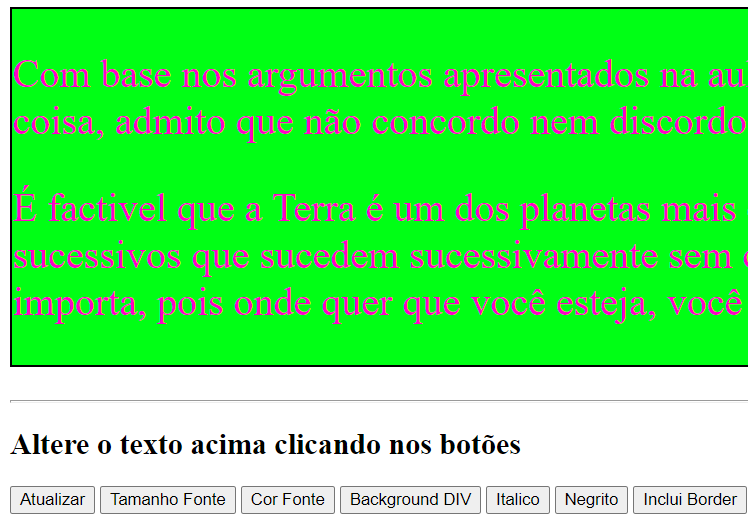 Com base nos argumentos apresentados na au
coisa, admito que não concordo nem discordo
É factivel que a Terra é um dos planetas mais
sucessivos que sucedem sucessivamente sem
importa, pois onde quer que você esteja, você
Altere o texto acima clicando nos botões
Atualizar Tamanho Fonte Cor Fonte Background DIV Italico Negrito Inclui Border